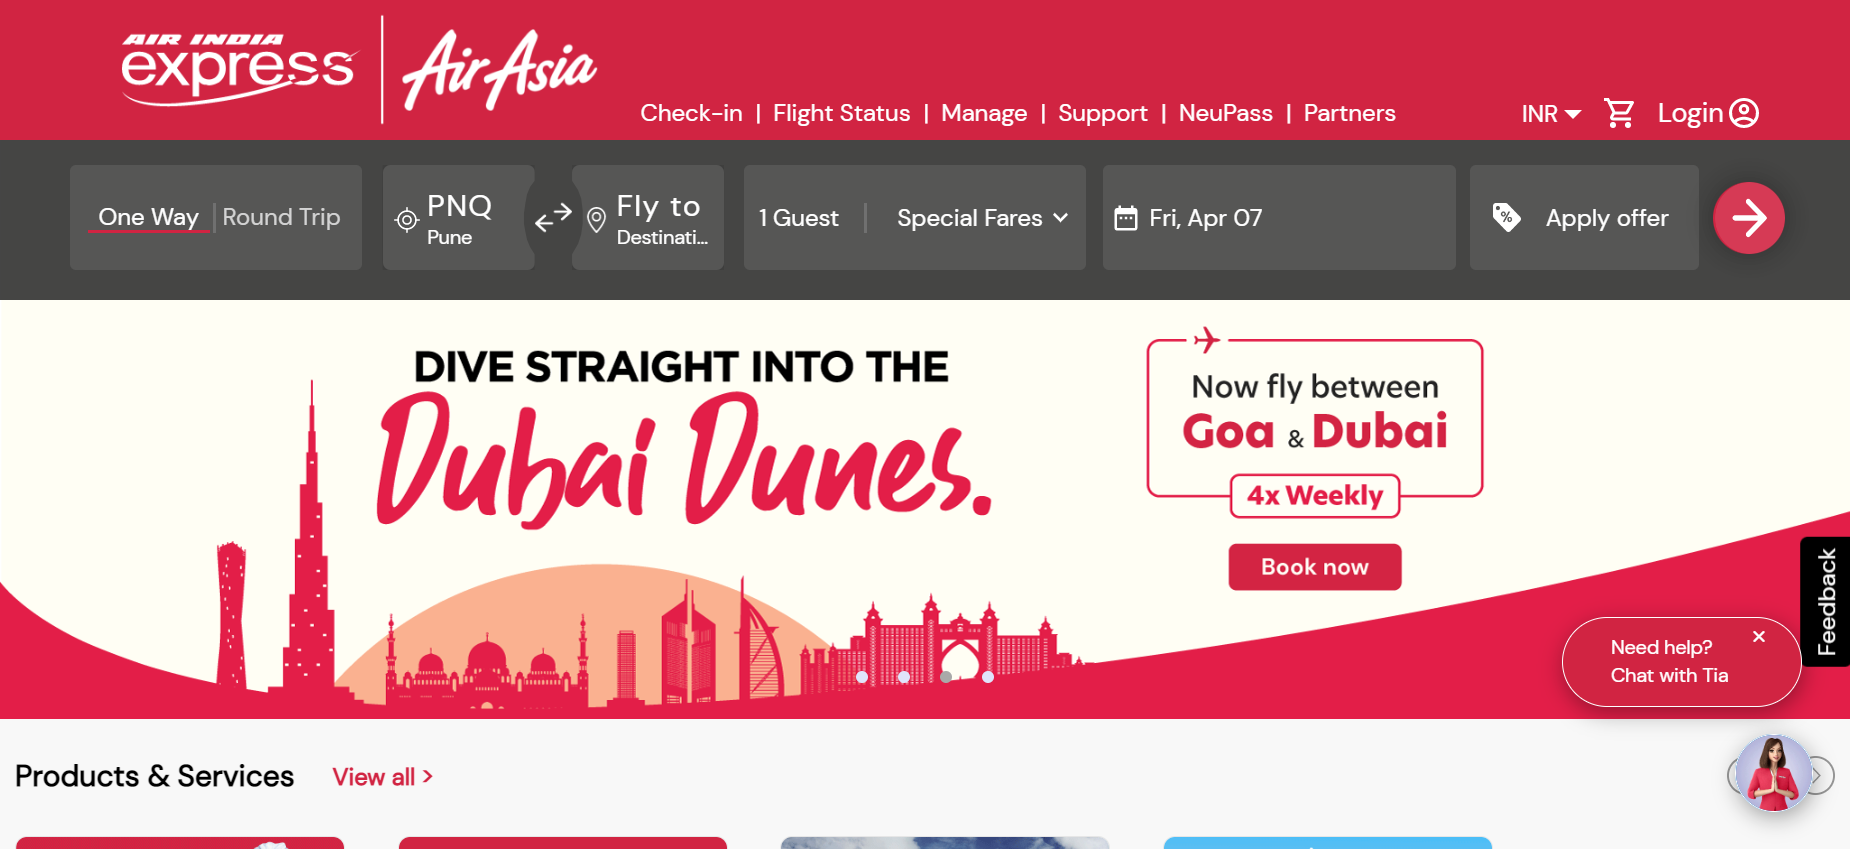 AIR INDIA
express
AirAsia
Check-in | Flight Status | Manage | Support | NeuPass | Partners
INR
Login
One Way | Round Trip
PNQ
Pune
Fly to
Destinati...
1 Guest
Special Fares
Fri, Apr 07
%
Apply offer
DIVE STRAIGHT INTO THE
Dubai Dunes.
Now fly between
Goa & Dubai
4x Weekly
Book now
Feedback
Need help?
Chat with Tia
Products & Services
View all >